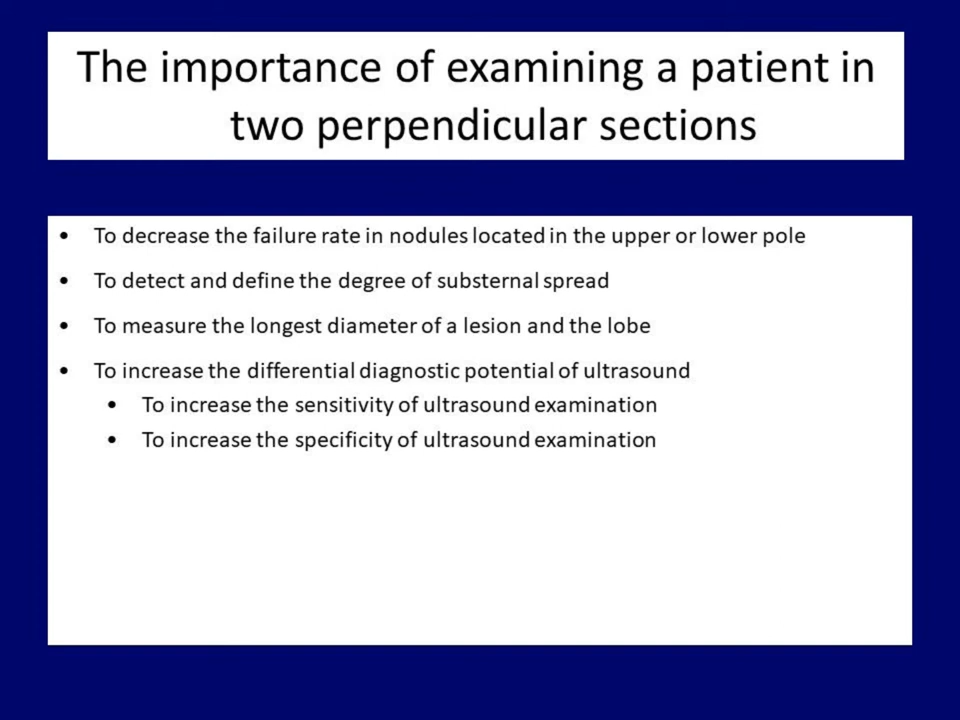 The importance of examining a patient in
two perpendicular sections
• To decrease the failure rate in nodules located in the upper or lower pole
• To detect and define the degree of substernal spread
• To measure the longest diameter of a lesion and the lobe
• To increase the differential diagnostic potential of ultrasound
• To increase the sensitivity of ultrasound examination
• To increase the specificity of ultrasound examination